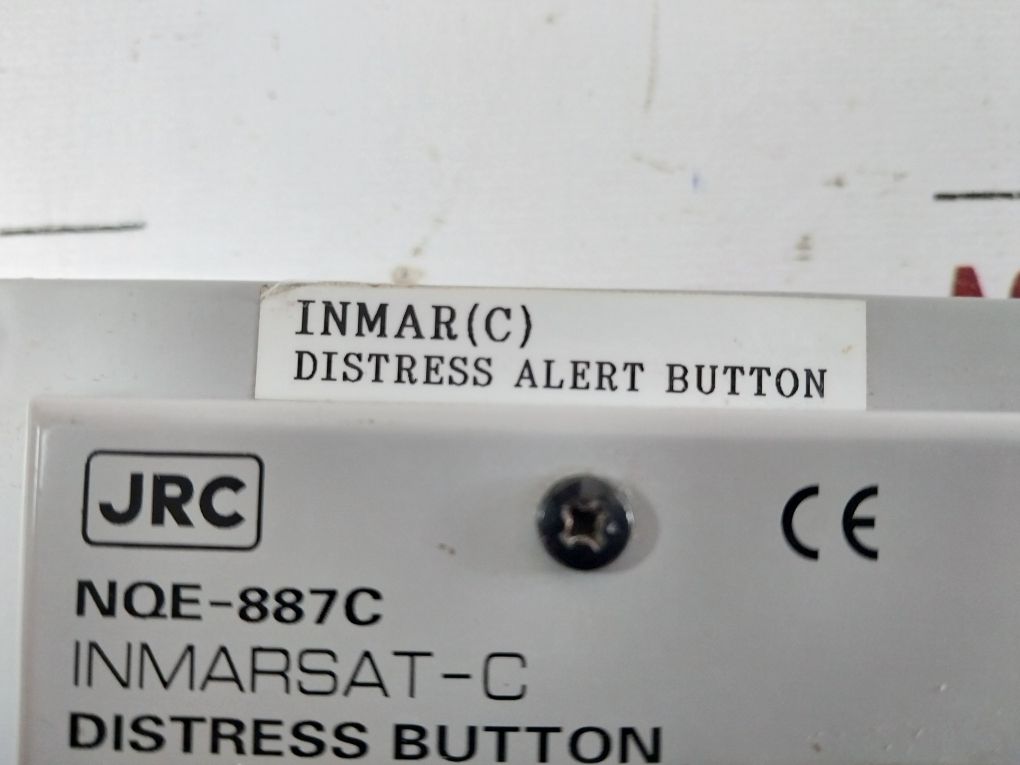 INMAR(C)
DISTRESS ALERT BUTTON
JRC
CE
NQE-887C
INMARSAT-C
DISTRESS BUTTON